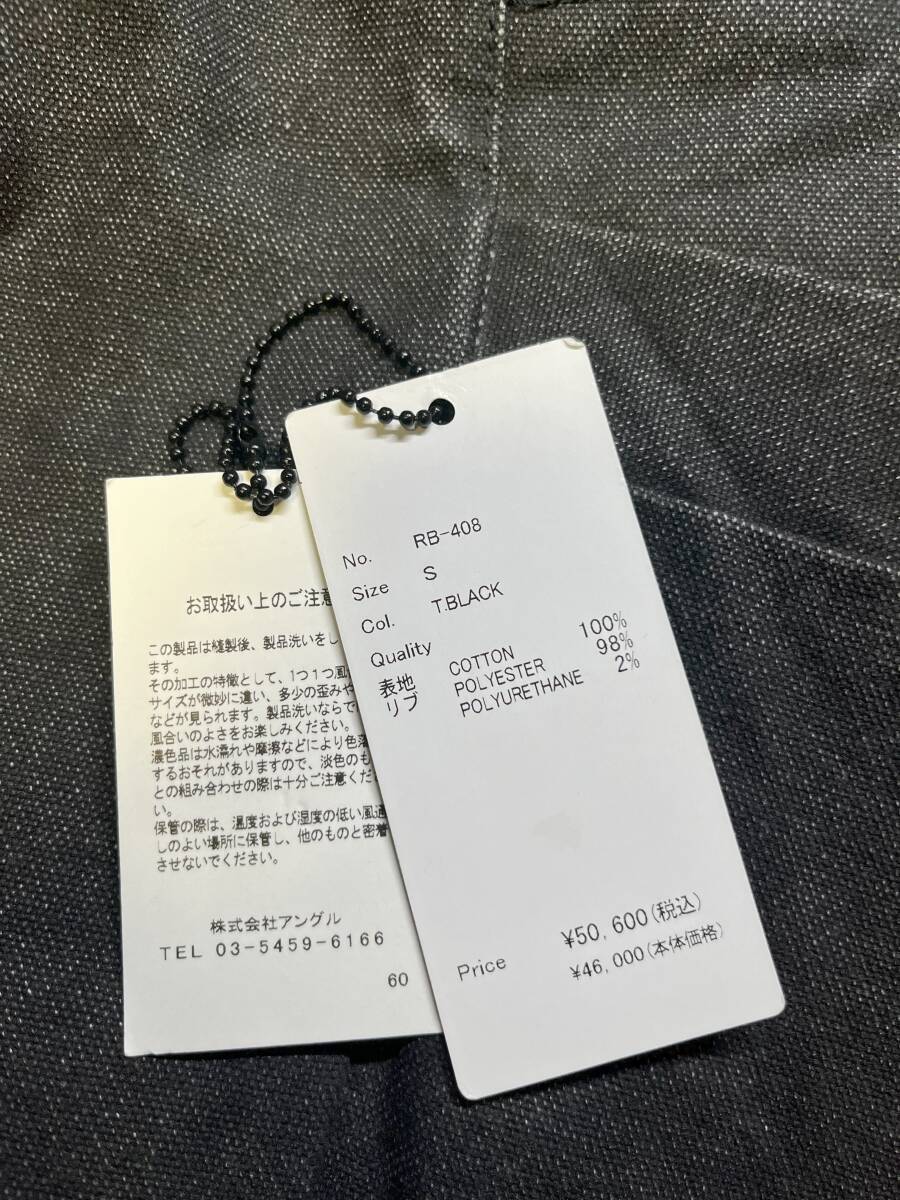 お取扱い上のご注意
この製品は縫製後、製品洗いをし
ます。
その加工の特徴として、1つ1つ風
サイズが微妙に違い、多少の歪みや
などが見られます。製品洗いならで
風合いのよさをお楽しみください。
濃色品は水濡れや摩擦などにより色落
するおそれがありますので、淡色のも
との組み合わせの際は十分ご注意くださ
い。
保管の際は、温度および湿度の低い風通
しのよい場所に保管し、他のものと密着
させないでください。
株式会社アングル
TEL 03-5459-6166
60
No. RB-408
Size S
Col. T.BLACK
Quality
表地 COTTON 100%
リブ POLYESTER 98%
POLYURETHANE 2%
Price ¥50,600(税込)
¥46,000(本体価格)